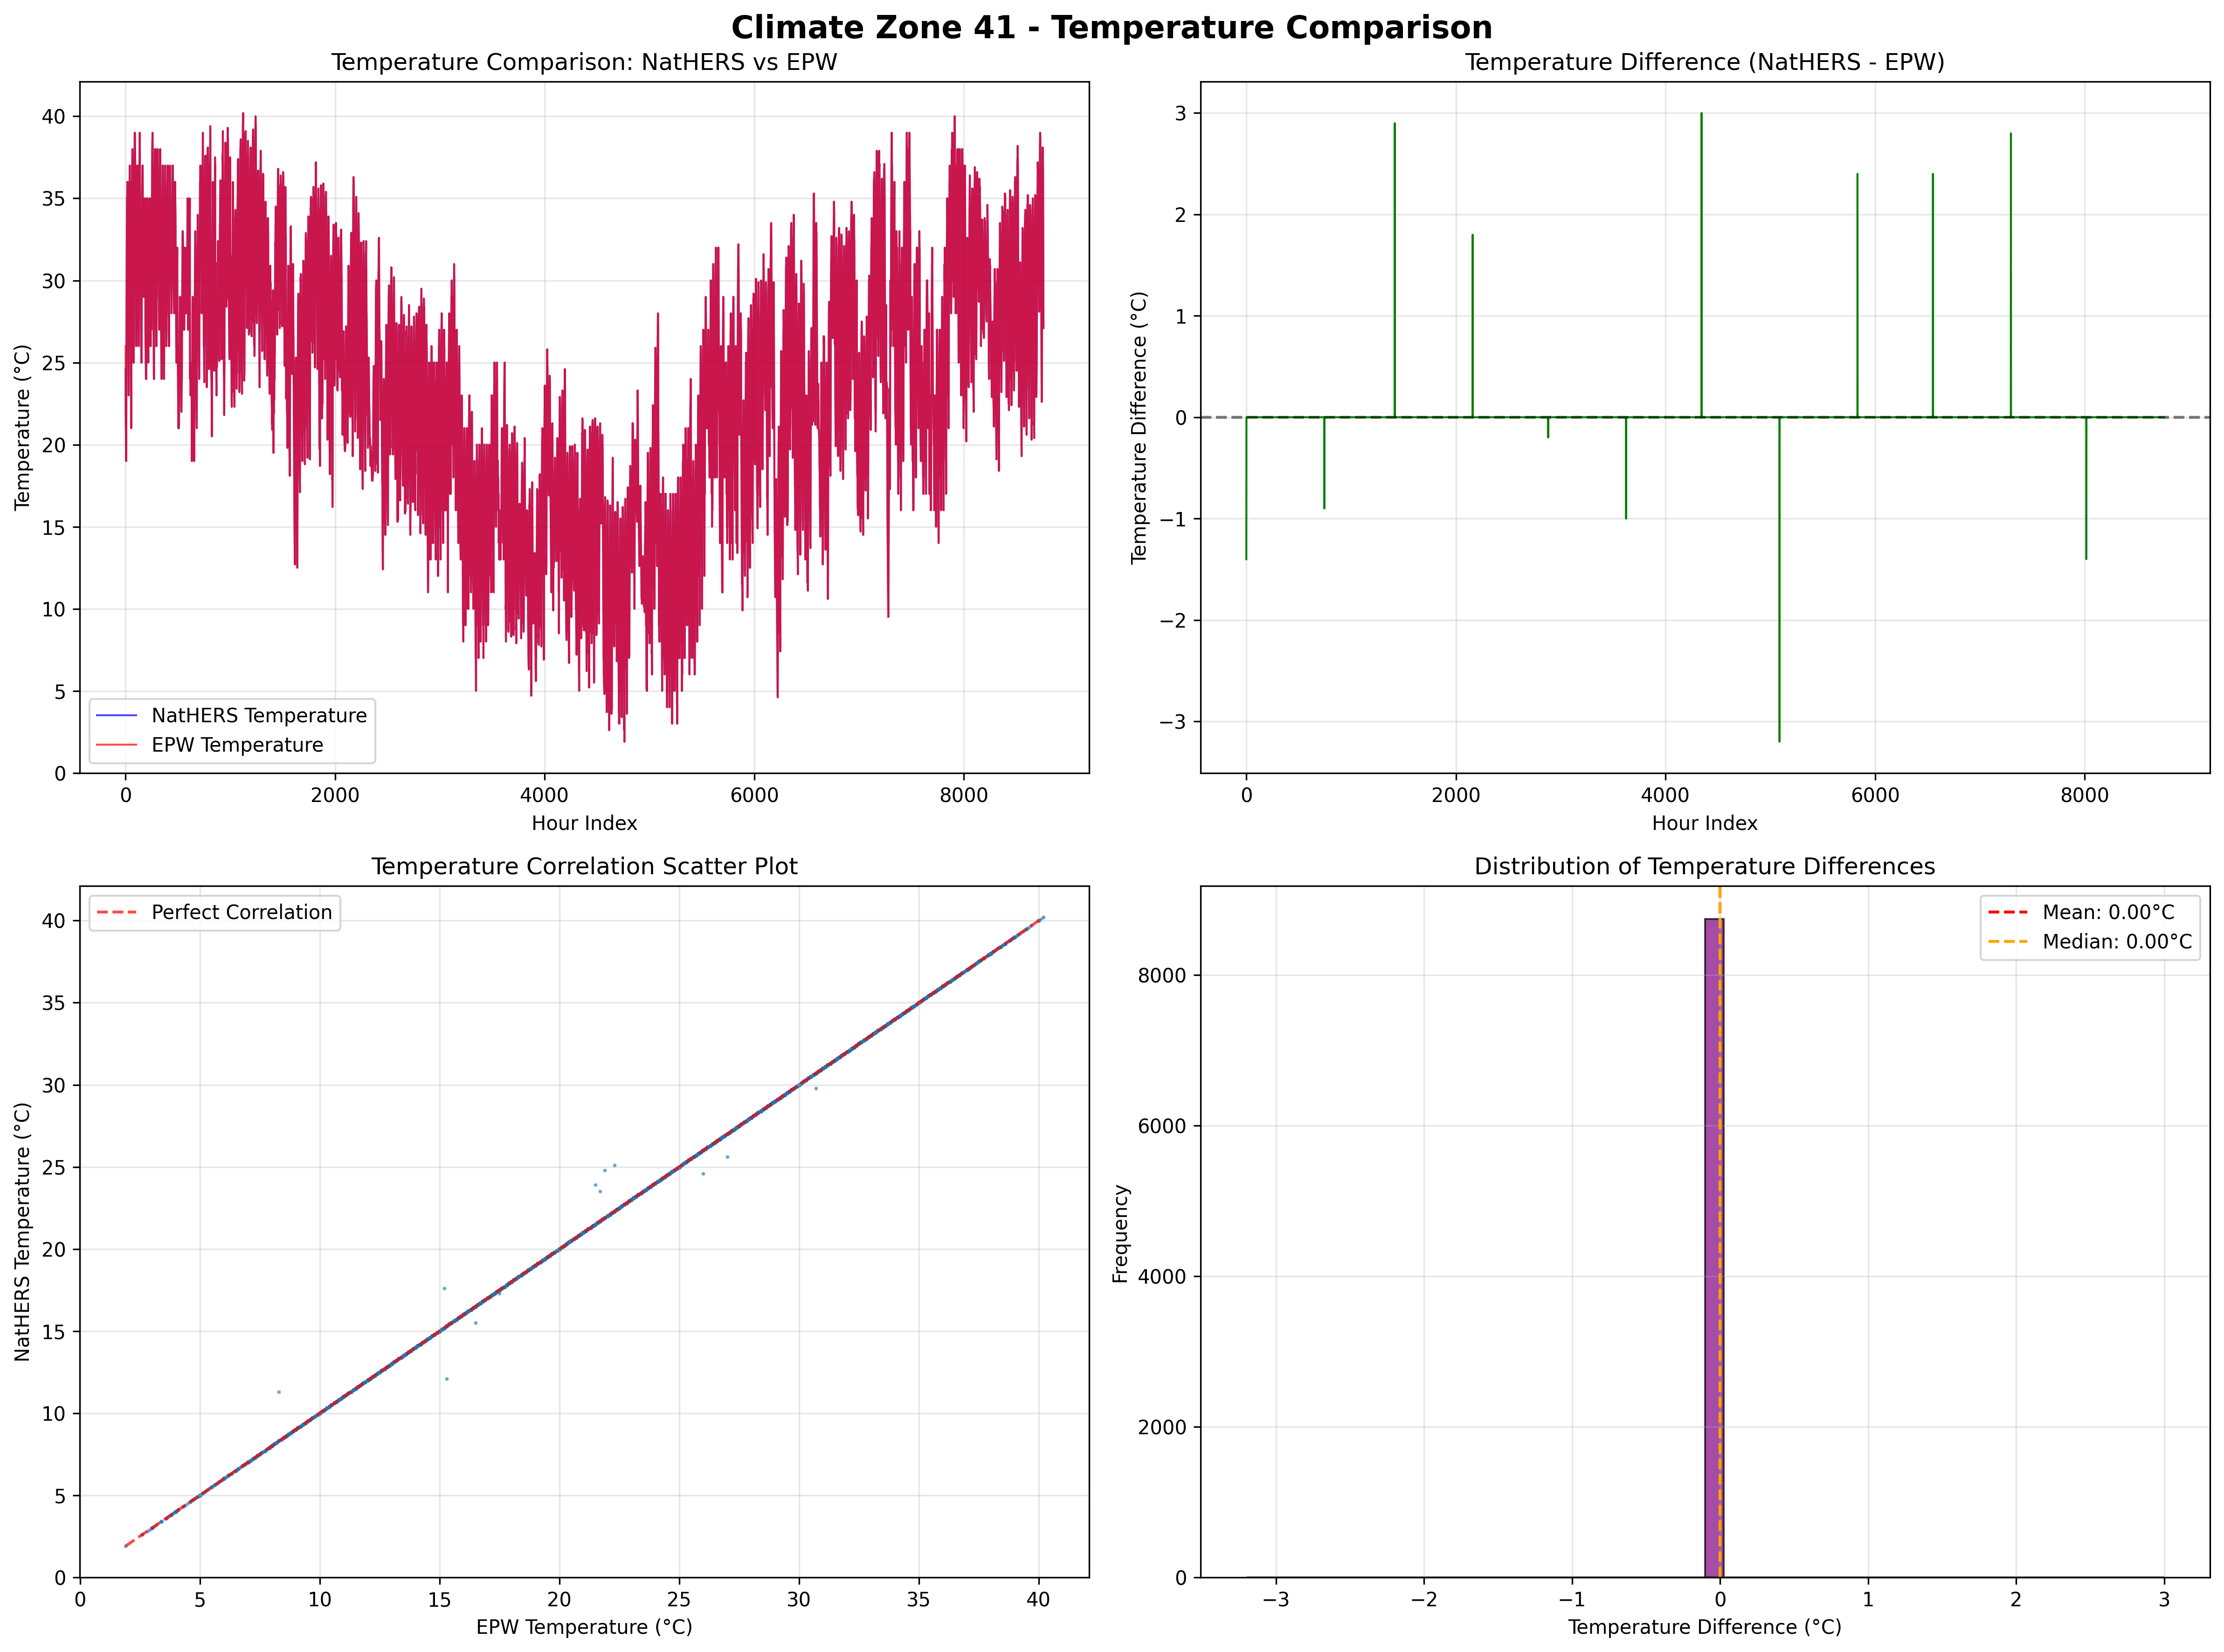 Climate Zone 41 - Temperature Comparison
Temperature Comparison: NatHERS vs EPW
Temperature (°C)
40
35
30
25
20
15
10
5
0
NatHERS Temperature
EPW Temperature
0 2000 4000 6000 8000
Hour Index
Temperature Difference (NatHERS - EPW)
Temperature Difference (°C)
3
2
1
0
−1
−2
−3
0 2000 4000 6000 8000
Hour Index
Temperature Correlation Scatter Plot
NatHERS Temperature (°C)
Perfect Correlation
40
35
30
25
20
15
10
5
0
0 5 10 15 20 25 30 35 40
EPW Temperature (°C)
Distribution of Temperature Differences
Frequency
Mean: 0.00°C
Median: 0.00°C
8000
6000
4000
2000
0
−3 −2 −1 0 1 2 3
Temperature Difference (°C)